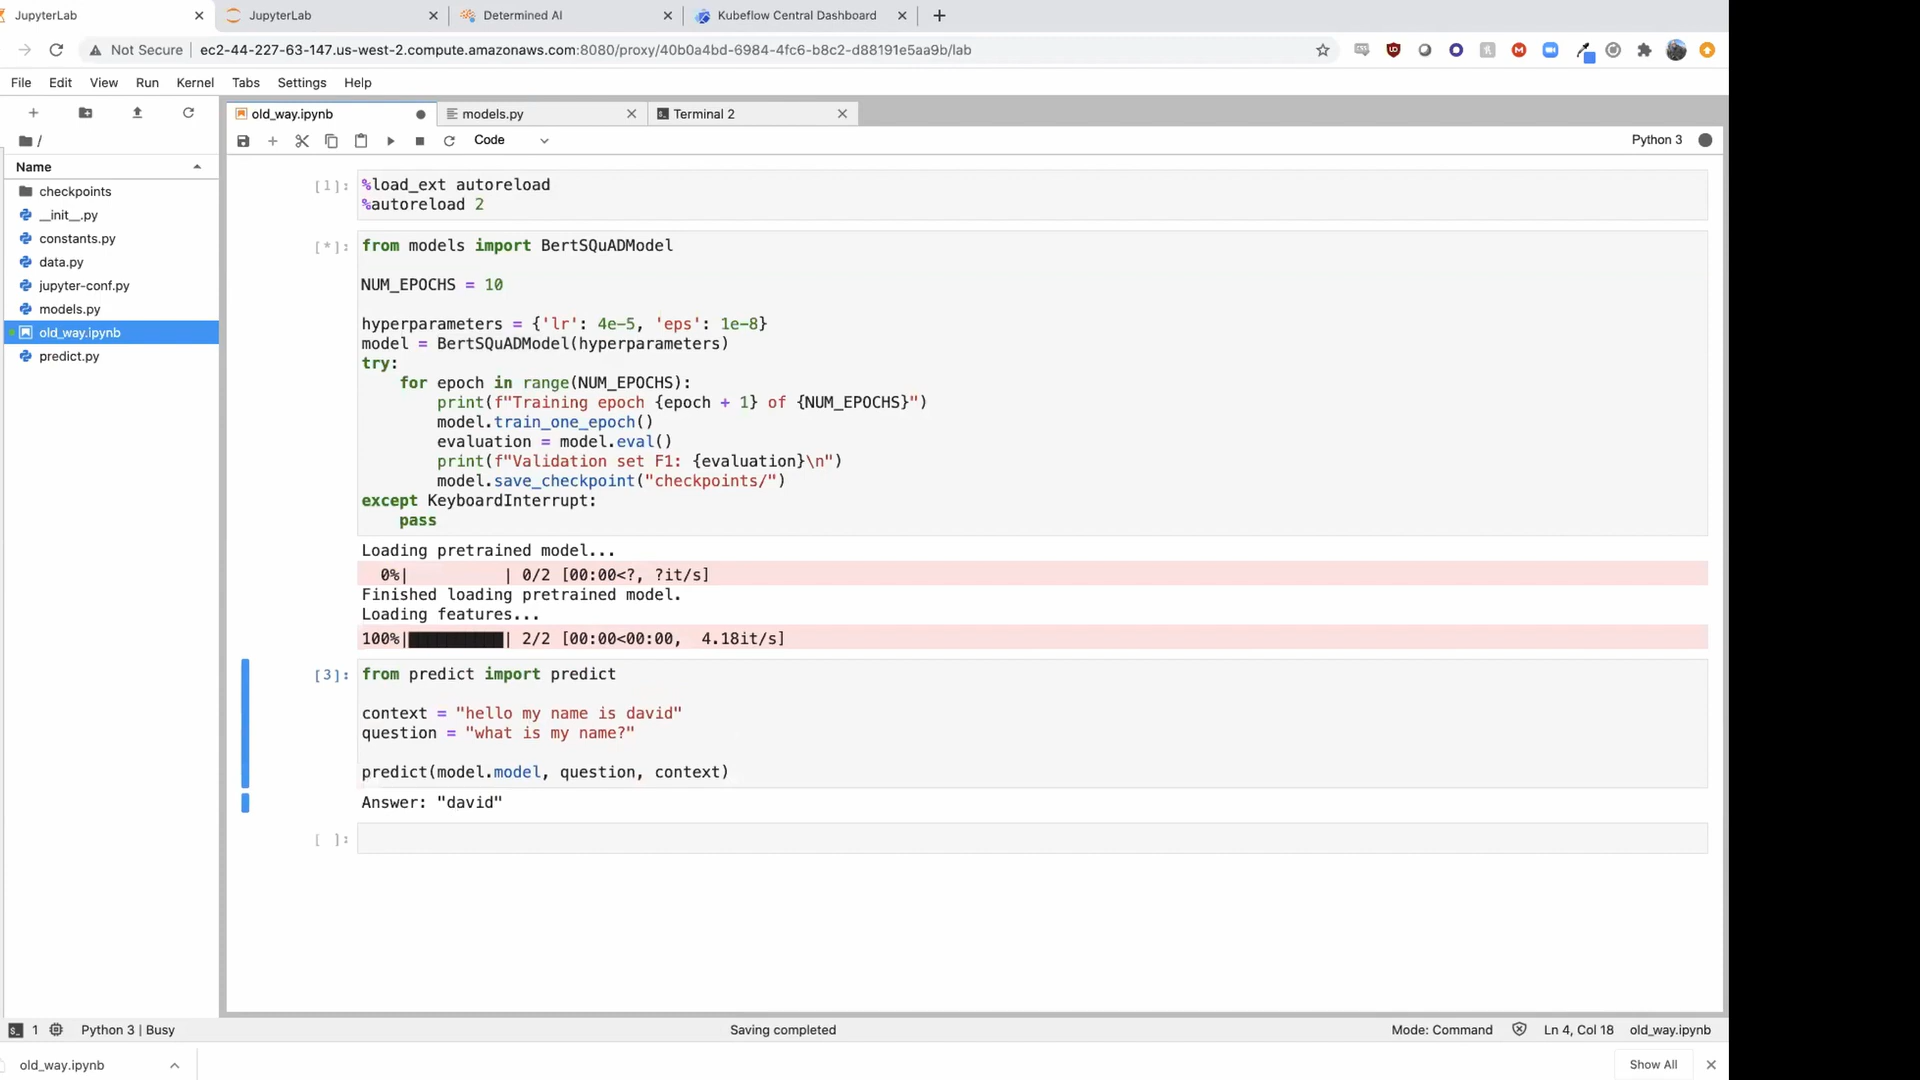 JupyterLab
JupyterLab
Determined AI
Kubeflow Central Dashboard
Not Secure
ec2-44-227-63-147.us-west-2.compute.amazonaws.com:8080/proxy/40b0a4bd-6984-4fc6-b8c2-d88191e5aa9b/lab
File Edit View Run Kernel Tabs Settings Help
old_way.ipynb
models.py
Terminal 2
/
Code
Python 3
Name
checkpoints
__init__.py
constants.py
data.py
jupyter-conf.py
models.py
old_way.ipynb
predict.py
[1]:
%load_ext autoreload
%autoreload 2
[*]:
from models import BertSQuADModel
NUM_EPOCHS = 10
hyperparameters = {'lr': 4e-5, 'eps': 1e-8}
model = BertSQuADModel(hyperparameters)
try:
    for epoch in range(NUM_EPOCHS):
        print(f"Training epoch {epoch + 1} of {NUM_EPOCHS}")
        model.train_one_epoch()
        evaluation = model.eval()
        print(f"Validation set F1: {evaluation}\n")
        model.save_checkpoint("checkpoints/")
except KeyboardInterrupt:
    pass
Loading pretrained model...
0%|          | 0/2 [00:00<?, ?it/s]
Finished loading pretrained model.
Loading features...
100%|██████████| 2/2 [00:00<00:00,  4.18it/s]
[3]:
from predict import predict
context = "hello my name is david"
question = "what is my name?"
predict(model.model, question, context)
Answer: "david"
[ ]:
1
Python 3 | Busy
Saving completed
Mode: Command
Ln 4, Col 18
old_way.ipynb
old_way.ipynb
Show All